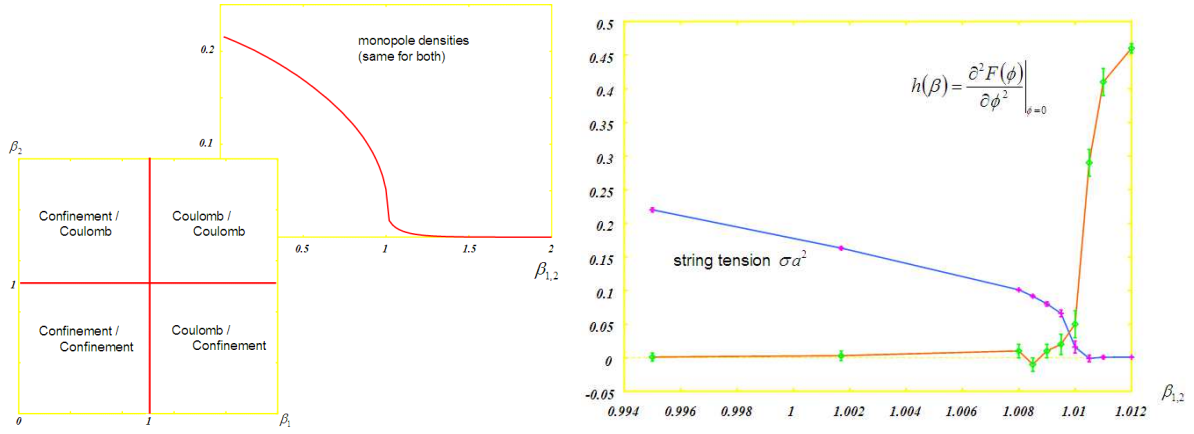 monopole densities
(same for both)
0.2
0.1
0.5
1
1.5
2
β1,2
β2
Confinement /
Coulomb
Coulomb /
Coulomb
1
Confinement /
Confinement
Coulomb /
Confinement
0
1
β1
0.5
0.45
0.4
0.35
0.3
0.25
0.2
0.15
0.1
0.05
0
-0.05
h(β) = ∂²F(φ) / ∂φ² |φ=0
string tension σa²
0.994 0.996 0.998 1 1.002 1.004 1.006 1.008 1.01 1.012
β1,2